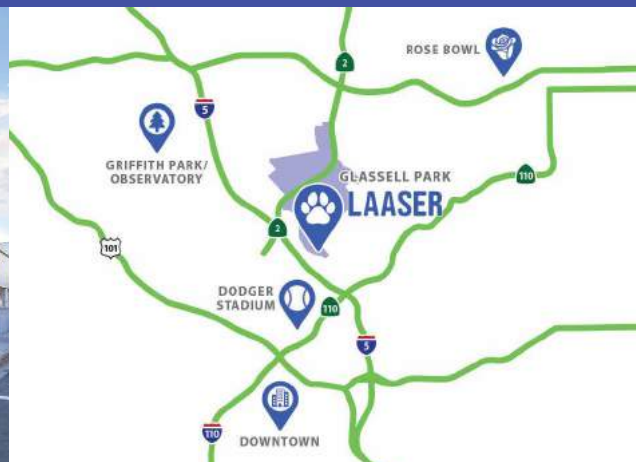 ROSE BOWL
2
5
GRIFFITH PARK/
OBSERVATORY
GLASSELL PARK
LAASER
110
2
101
DODGER
STADIUM
110
5
110
DOWNTOWN